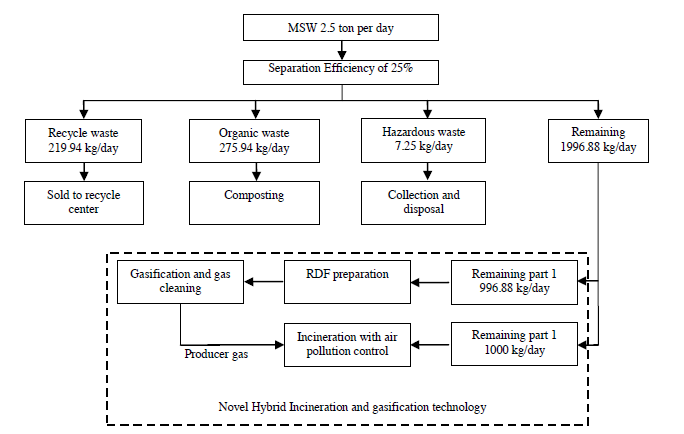 MSW 2.5 ton per day
Separation Efficiency of 25%
Recycle waste
219.94 kg/day
Organic waste
275.94 kg/day
Hazardous waste
7.25 kg/day
Remaining
1996.88 kg/day
Sold to recycle
center
Composting
Collection and
disposal
Gasification and gas
cleaning
RDF preparation
Remaining part 1
996.88 kg/day
Producer gas
Incineration with air
pollution control
Remaining part 1
1000 kg/day
Novel Hybrid Incineration and gasification technology